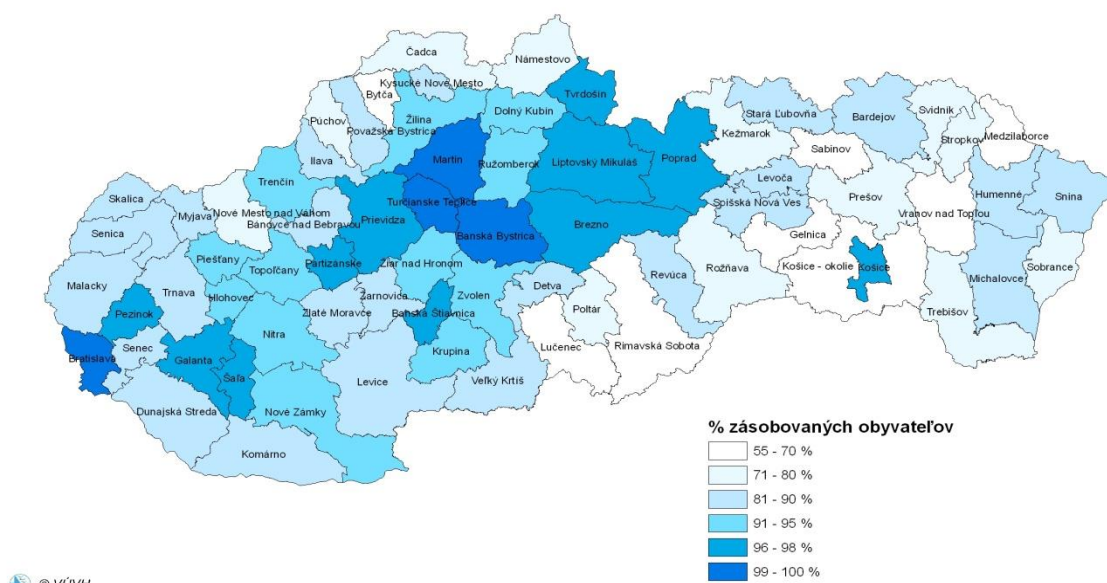 Čadca
Námestovo
Kysucké Nové Mesto
Bytča
Tvrdošín
Púchov
Žilina
Dolný Kubín
Považská Bystrica
Stará Ľubovňa
Bardejov
Svidník
Stropkov
Medzilaborce
Kežmarok
Sabinov
Ilava
Martin
Ružomberok
Liptovský Mikuláš
Poprad
Levoča
Trenčín
Prešov
Humenné
Snina
Skalica
Myjava
Nové Mesto nad Váhom
Turčianske Teplice
Spišská Nová Ves
Vranov nad Topľou
Senica
Bánovce nad Bebravou
Prievidza
Banská Bystrica
Brezno
Gelnica
Piešťany
Topoľčany
Partizánske
Žiar nad Hronom
Revúca
Rožňava
Košice - okolie
Košice
Michalovce
Sobrance
Malacky
Trnava
Hlohovec
Žarnovica
Zvolen
Detva
Pezinok
Zlaté Moravce
Banská Štiavnica
Poltár
Trebišov
Nitra
Bratislava
Senec
Galanta
Šaľa
Krupina
Lučenec
Rimavská Sobota
Levice
Veľký Krtíš
Dunajská Streda
Nové Zámky
Komárno
% zásobovaných obyvateľov
55 - 70 %
71 - 80 %
81 - 90 %
91 - 95 %
96 - 98 %
99 - 100 %